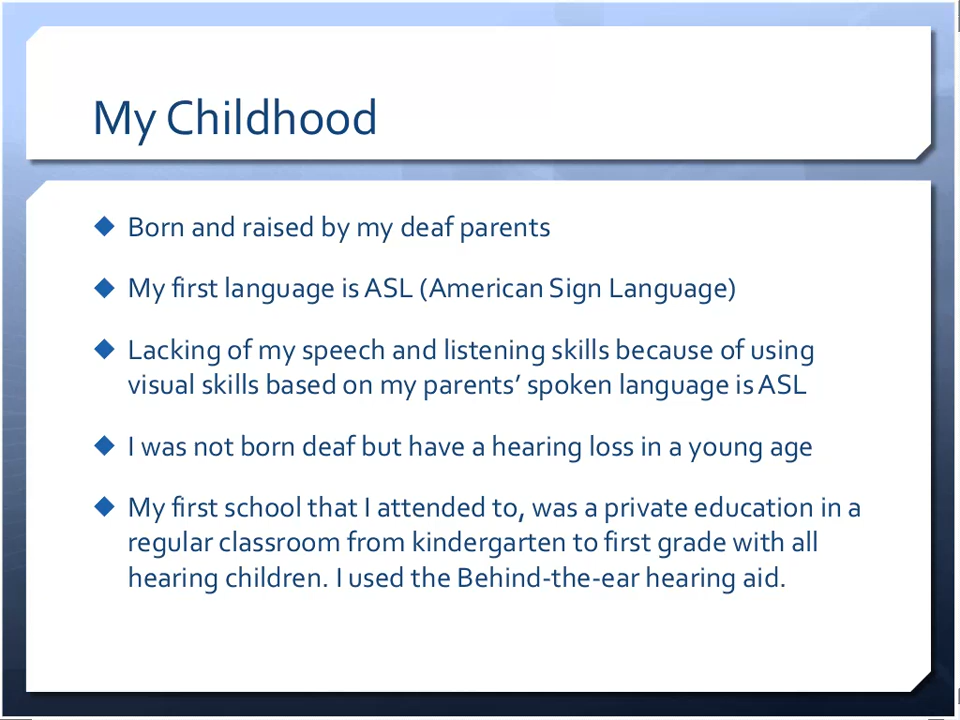 My Childhood
Born and raised by my deaf parents
My first language is ASL (American Sign Language)
Lacking of my speech and listening skills because of using
visual skills based on my parents’ spoken language is ASL
I was not born deaf but have a hearing loss in a young age
My first school that I attended to, was a private education in a
regular classroom from kindergarten to first grade with all
hearing children. I used the Behind-the-ear hearing aid.